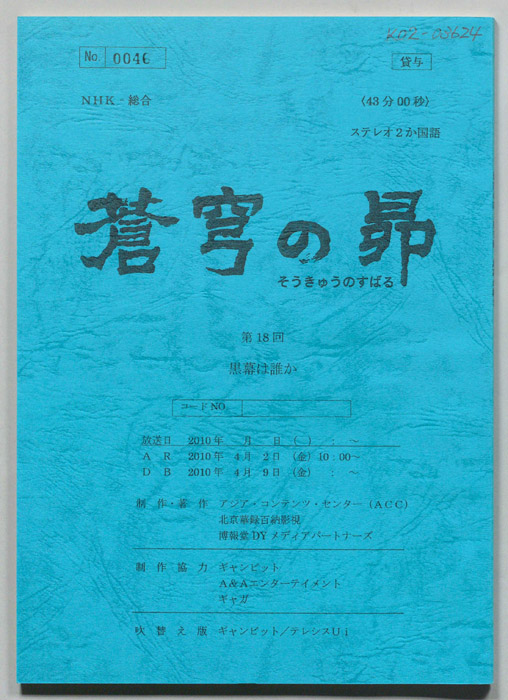 K02-03624
No 0046
貸与
NHK－総合
（43分00秒）
ステレオ２か国語
蒼穹の昴
そうきゅうのすばる
第18回
黒幕は誰か
コードNO
放送日 2010年 月 日（ ） ： ～
ＡＲ 2010年 4月 2日（金）10：00～
ＤＢ 2010年 4月 9日（金） ： ～
制作・著作 アジア・コンテンツ・センター（ＡＣＣ）
北京華録百納影視
博報堂DYメディアパートナーズ
制作協力 ギャンビット
A＆Aエンターテイメント
ギャガ
吹替え版 ギャンビット／テレシスＵｉ